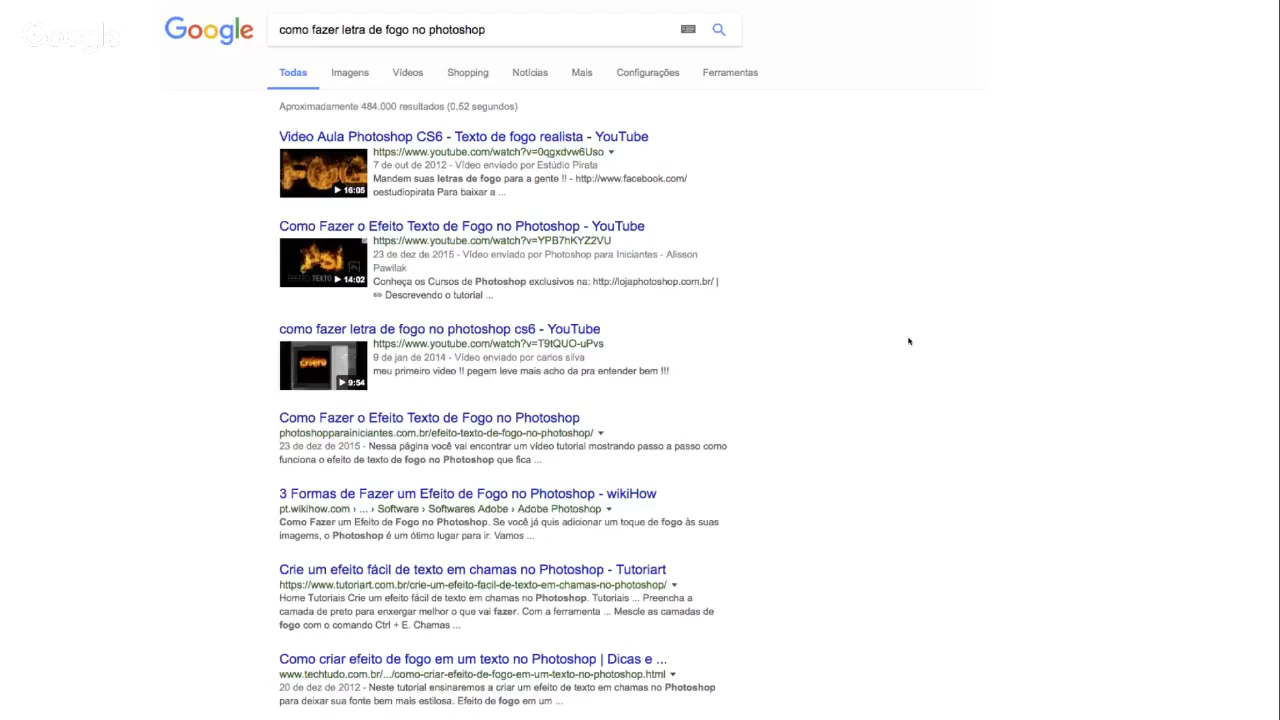 Google
Google
como fazer letra de fogo no photoshop
Todas Imagens Vídeos Shopping Notícias Mais Configurações Ferramentas
Aproximadamente 484.000 resultados (0,52 segundos)
Video Aula Photoshop CS6 - Texto de fogo realista - YouTube
https://www.youtube.com/watch?v=0qgxdvw6Uso
FOGO
16:05
7 de out de 2012 - Vídeo enviado por Estúdio Pirata
Mandem suas letras de fogo para a gente !! - http://www.facebook.com/
oestudiopirata Para baixar a ...
Como Fazer o Efeito Texto de Fogo no Photoshop - YouTube
https://www.youtube.com/watch?v=YPB7hKYZ2VU
PSI
TEXTO
14:02
23 de dez de 2015 - Vídeo enviado por Photoshop para Iniciantes - Alisson
Pawilak
Conheça os Cursos de Photoshop exclusivos na: http://lojaphotoshop.com.br/ |
✏ Descrevendo o tutorial ...
como fazer letra de fogo no photoshop cs6 - YouTube
https://www.youtube.com/watch?v=T9tQUO-uPvs
9:54
9 de jan de 2014 - Vídeo enviado por carlos silva
meu primeiro video !! pegem leve mais acho da pra entender bem !!!
Como Fazer o Efeito Texto de Fogo no Photoshop
photoshopparainiciantes.com.br/efeito-texto-de-fogo-no-photoshop/
23 de dez de 2015 - Nessa página você vai encontrar um vídeo tutorial mostrando passo a passo como
funciona o efeito de texto de fogo no Photoshop que fica ...
3 Formas de Fazer um Efeito de Fogo no Photoshop - wikiHow
pt.wikihow.com › ... › Software › Softwares Adobe › Adobe Photoshop
Como Fazer um Efeito de Fogo no Photoshop. Se você já quis adicionar um toque de fogo às suas
imagens, o Photoshop é um ótimo lugar para ir. Vamos ...
Crie um efeito fácil de texto em chamas no Photoshop - Tutoriart
https://www.tutoriart.com.br/crie-um-efeito-facil-de-texto-em-chamas-no-photoshop/
Home Tutoriais Crie um efeito fácil de texto em chamas no Photoshop. Tutoriais ... Preencha a
camada de preto para enxergar melhor o que vai fazer. Com a ferramenta ... Mescle as camadas de
fogo com o comando Ctrl + E. Chamas ...
Como criar efeito de fogo em um texto no Photoshop | Dicas e ...
www.techtudo.com.br/.../como-criar-efeito-de-fogo-em-um-texto-no-photoshop.html
20 de dez de 2012 - Neste tutorial ensinaremos a criar um efeito de texto em chamas no Photoshop
para deixar sua fonte bem mais estilosa. Efeito de fogo em um ...